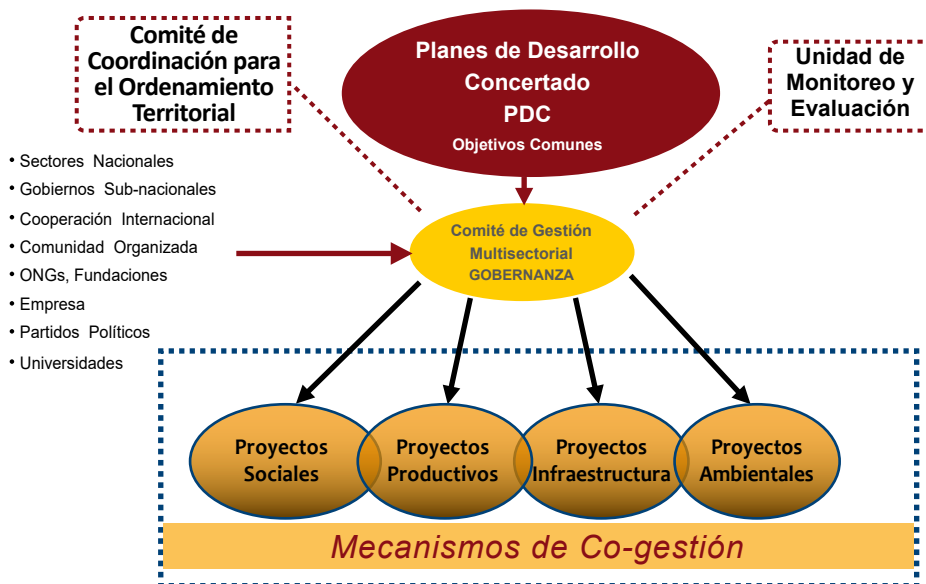 Comité de
Coordinación para
el Ordenamiento
Territorial
Planes de Desarrollo
Concertado
PDC
Objetivos Comunes
Unidad de
Monitoreo y
Evaluación
• Sectores Nacionales
• Gobiernos Sub-nacionales
• Cooperación Internacional
• Comunidad Organizada
• ONGs, Fundaciones
• Empresa
• Partidos Políticos
• Universidades
Comité de Gestión
Multisectorial
GOBERNANZA
Proyectos
Sociales
Proyectos
Productivos
Proyectos
Infraestructura
Proyectos
Ambientales
Mecanismos de Co-gestión